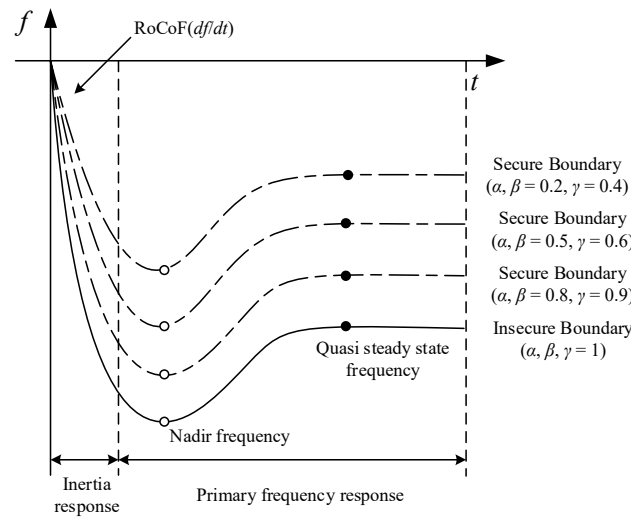 f
RoCoF(df/dt)
t
Secure Boundary
(α, β = 0.2, γ = 0.4)
Secure Boundary
(α, β = 0.5, γ = 0.6)
Secure Boundary
(α, β = 0.8, γ = 0.9)
Insecure Boundary
(α, β, γ = 1)
Quasi steady state
frequency
Nadir frequency
Inertia
response
Primary frequency response